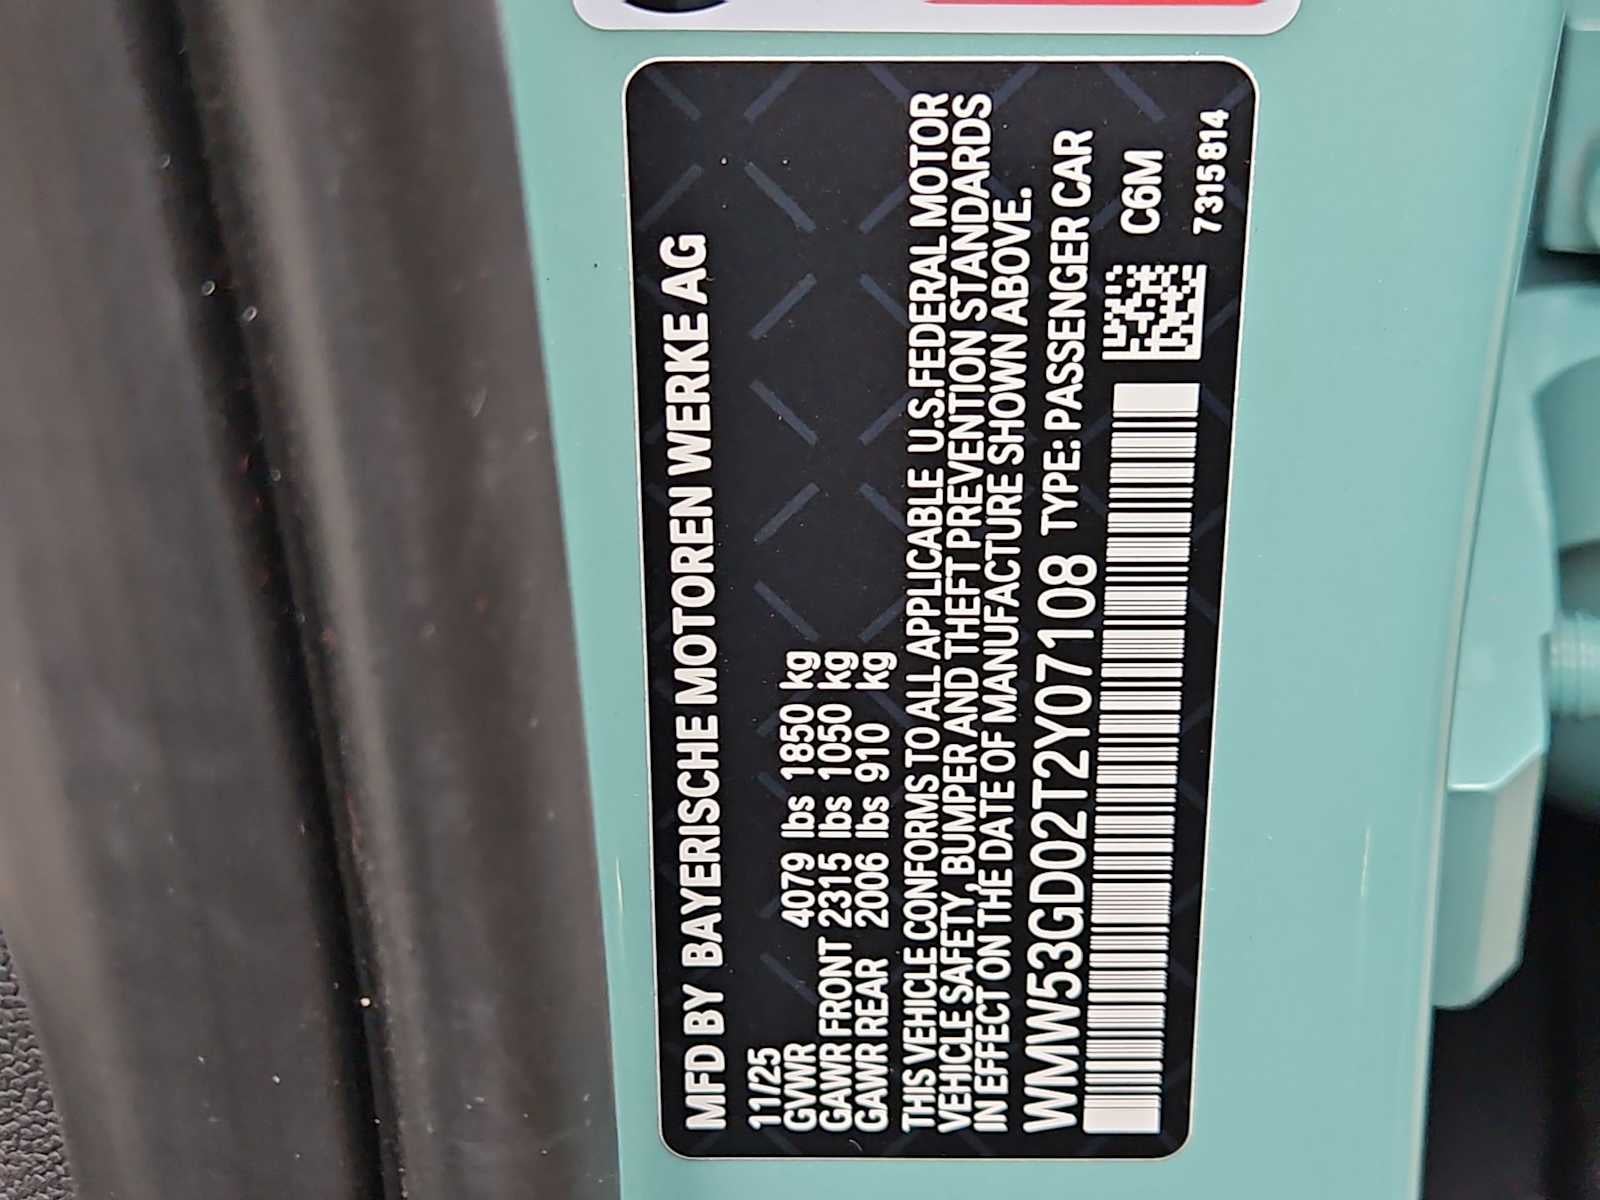 MFD BY BAYERISCHE MOTOREN WERKE AG
11/25
GVWR 4079 lbs 1850 kg
GAWR FRONT 2315 lbs 1050 kg
GAWR REAR 2006 lbs 910 kg
THIS VEHICLE CONFORMS TO ALL APPLICABLE U.S.FEDERAL MOTOR
VEHICLE SAFETY, BUMPER AND THEFT PREVENTION STANDARDS
IN EFFECT ON THE DATE OF MANUFACTURE SHOWN ABOVE.
WMW53GD02T2Y07108 TYPE: PASSENGER CAR
C6M
7315814